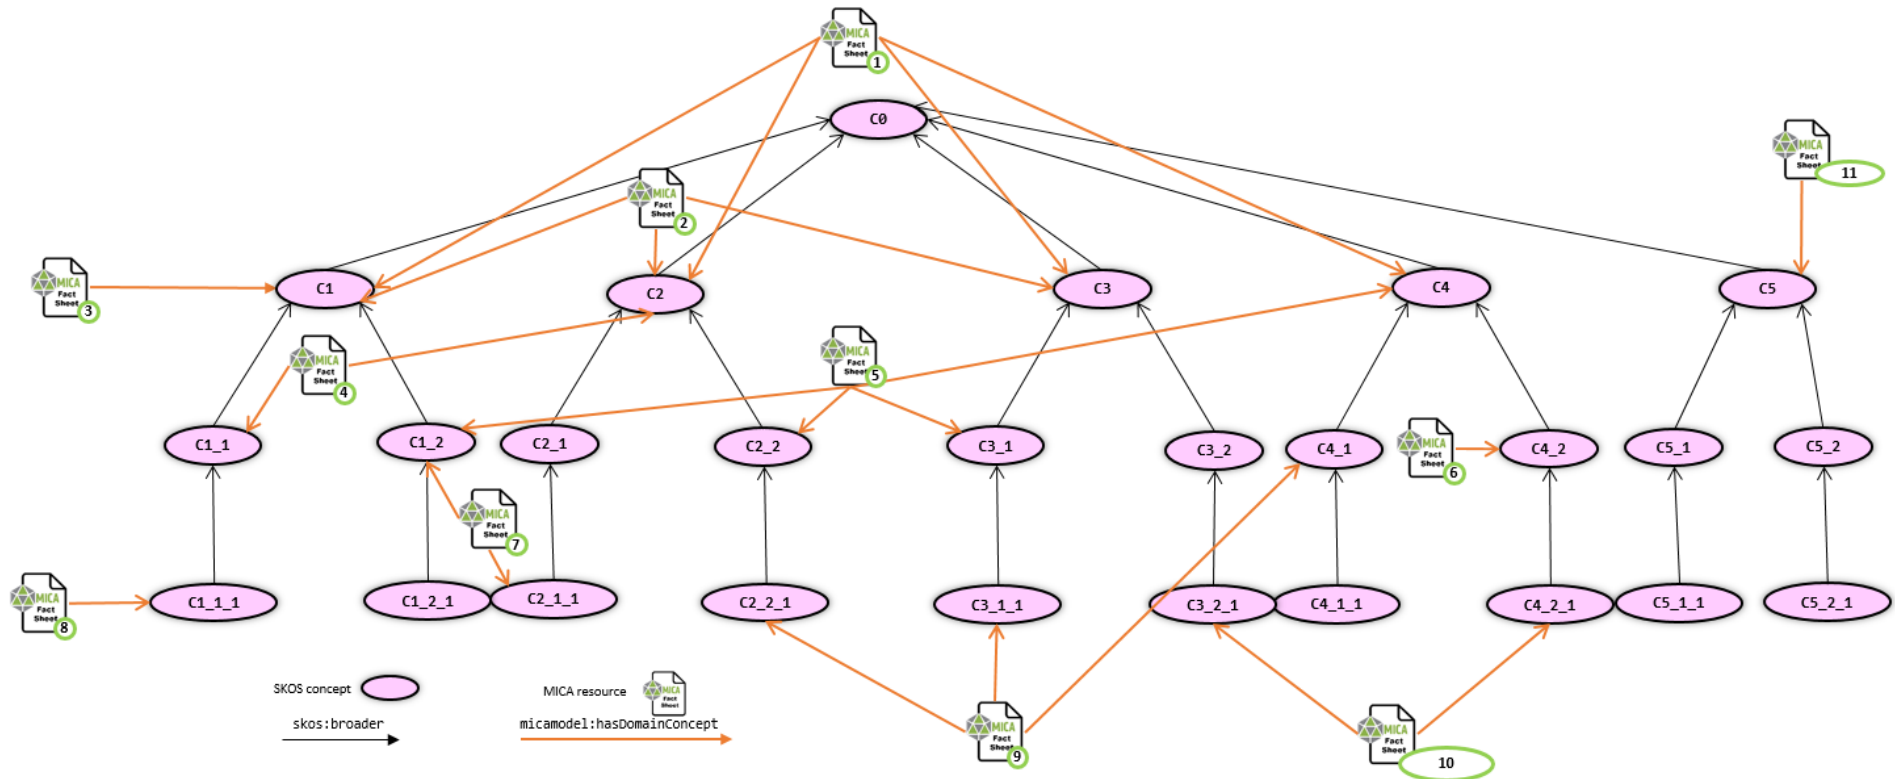 MICA
Fact
Sheet
1
C0
MICA
Fact
Sheet
11
MICA
Fact
Sheet
2
MICA
Fact
Sheet
3
C1
C2
C3
C4
C5
MICA
Fact
Sheet
4
MICA
Fact
Sheet
5
C1_1
C1_2
C2_1
C2_2
C3_1
C3_2
C4_1
MICA
Fact
Sheet
6
C4_2
C5_1
C5_2
MICA
Fact
Sheet
7
MICA
Fact
Sheet
8
C1_1_1
C1_2_1
C2_1_1
C2_2_1
C3_1_1
C3_2_1
C4_1_1
C4_2_1
C5_1_1
C5_2_1
SKOS concept
MICA resource
MICA
Fact
Sheet
skos:broader
micamodel:hasDomainConcept
MICA
Fact
Sheet
9
MICA
Fact
Sheet
10